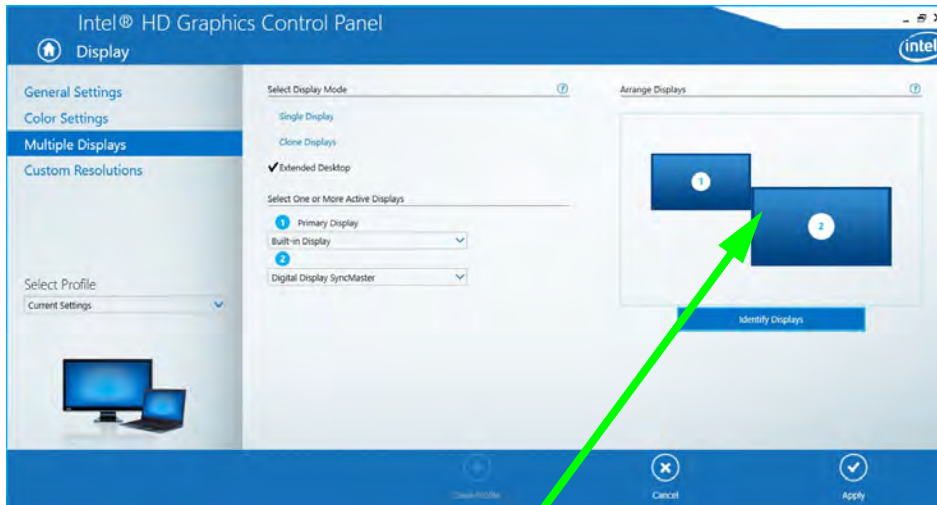 Intel® HD Graphics Control Panel
Display
intel
General Settings
Color Settings
Multiple Displays
Custom Resolutions
Select Profile
Current Settings
Select Display Mode
Single Display
Clone Displays
Extended Desktop
Select One or More Active Displays
1 Primary Display
Built-in Display
2
Digital Display SyncMaster
Arrange Displays
1
2
Identify Displays
Cancel
Apply